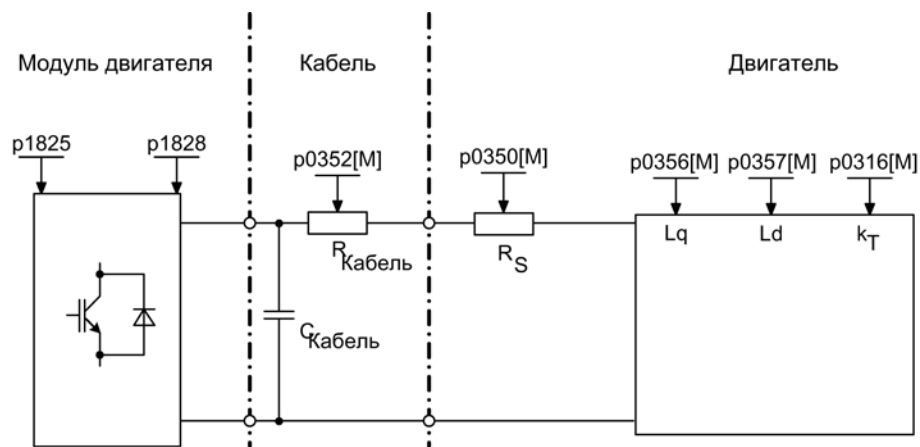 Модуль двигателя
Кабель
Двигатель
p1825
p1828
p0352[M]
p0350[M]
p0356[M]
p0357[M]
p0316[M]
RКабель
RS
Lq
Ld
kT
CКабель